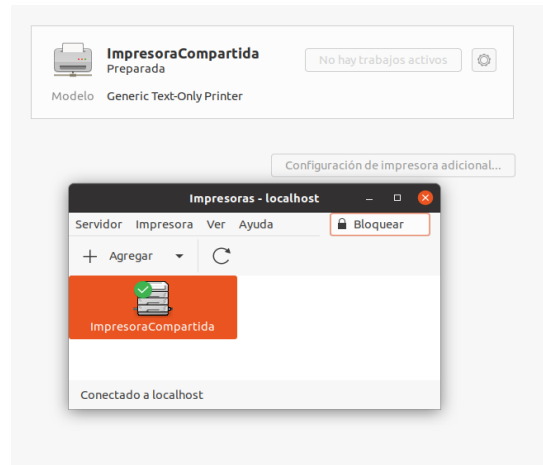 ImpresoraCompartida
Preparada
No hay trabajos activos
Modelo Generic Text-Only Printer
Configuración de impresora adicional...
Impresoras - localhost
Servidor Impresora Ver Ayuda Bloquear
Agregar
ImpresoraCompartida
Conectado a localhost